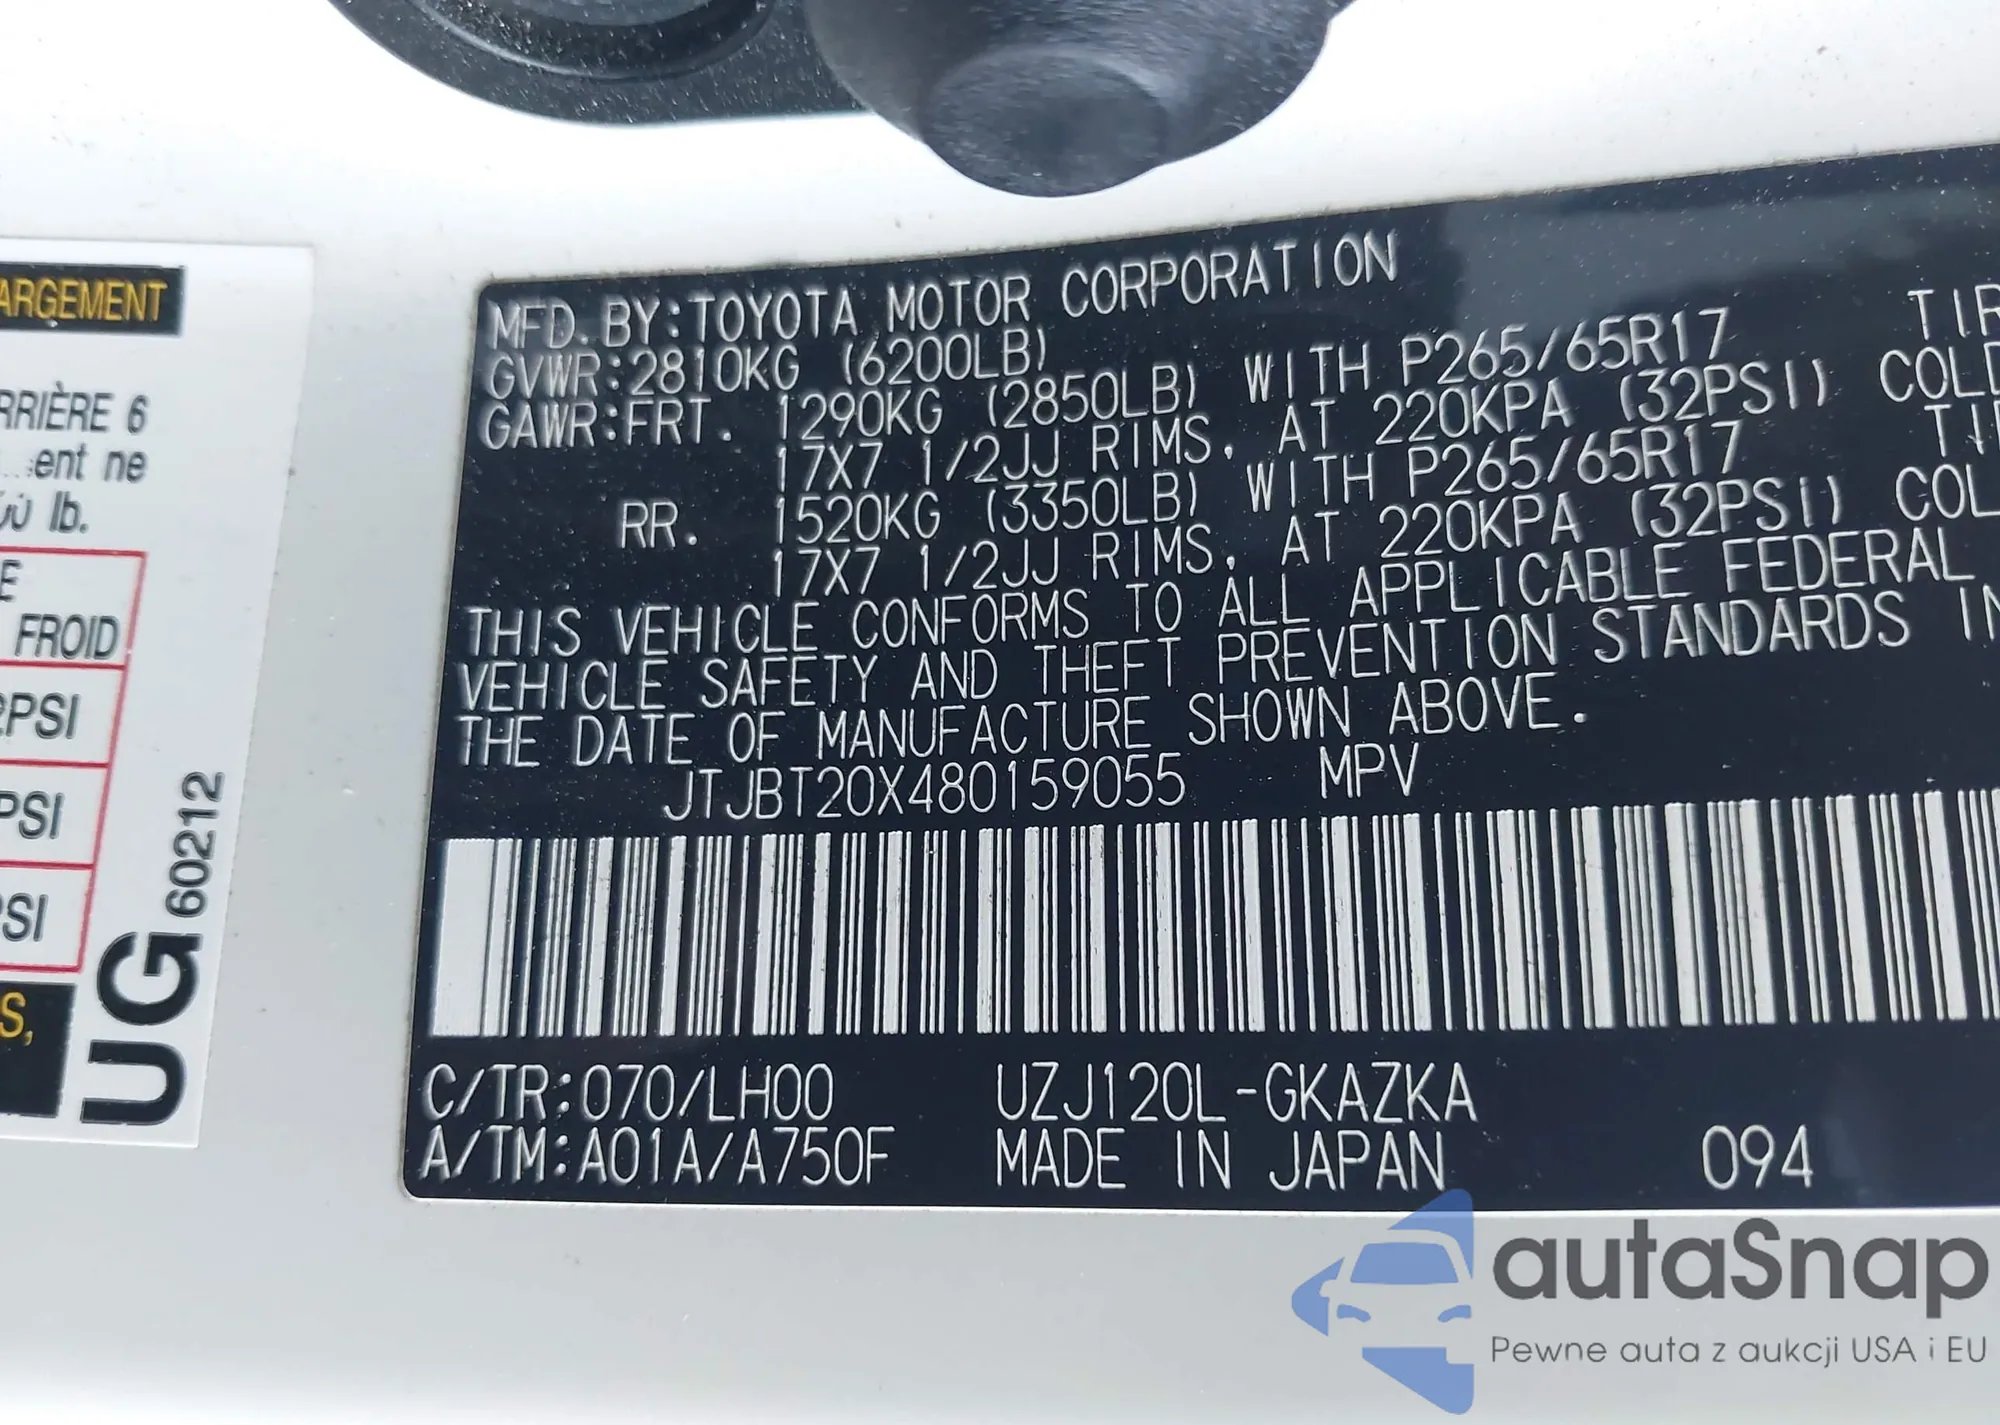 ARGEMENT
RRIÈRE 6
ent ne
lb.
E
FROID
PSI
PSI
PSI
S,
UG 60212
MFD. BY: TOYOTA MOTOR CORPORATION
GVWR: 2810KG (6200LB)
GAWR: FRT. 1290KG (2850LB) WITH P265/65R17 TIR
17X7 1/2JJ RIMS, AT 220KPA (32PSI) COLD
RR. 1520KG (3350LB) WITH P265/65R17 TI
17X7 1/2JJ RIMS, AT 220KPA (32PSI) COL
THIS VEHICLE CONFORMS TO ALL APPLICABLE FEDERAL
VEHICLE SAFETY AND THEFT PREVENTION STANDARDS IN
THE DATE OF MANUFACTURE SHOWN ABOVE.
JTJBT20X480159055 MPV
C/TR: 070/LH00 UZJ120L-GKAZKA
A/TM: A01A/A750F MADE IN JAPAN 094
autaSnap
Pewne auta z aukcji USA i EU